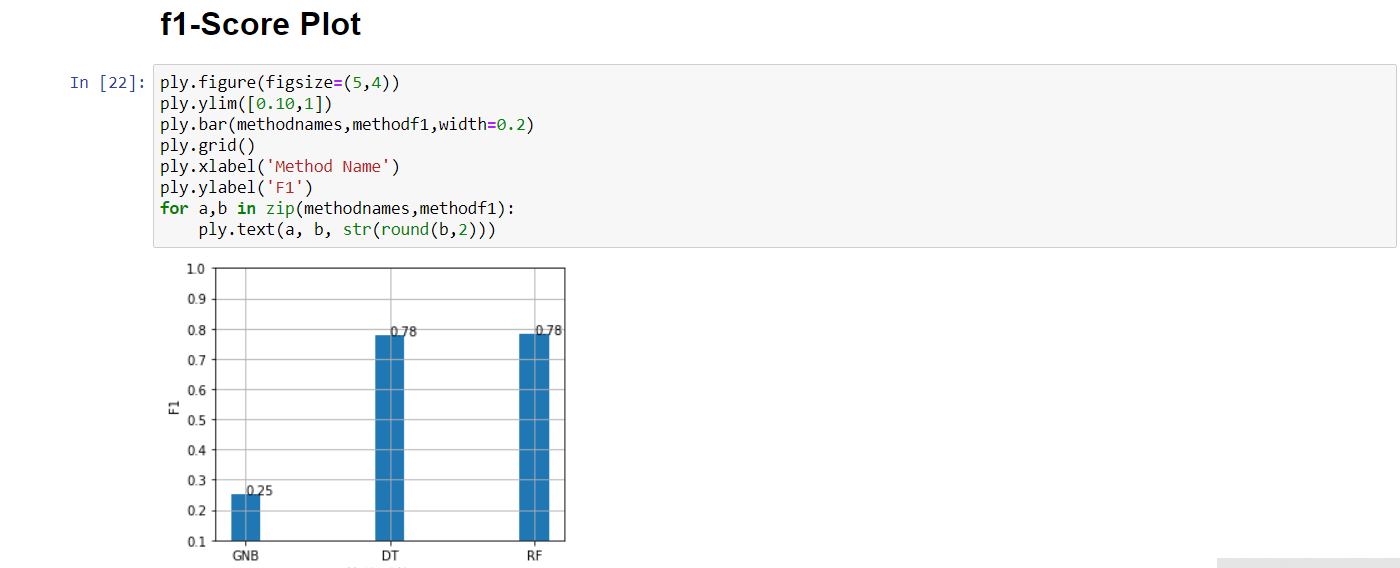 f1-Score Plot
In [22]:
ply.figure(figsize=(5,4))
ply.ylim([0.10,1])
ply.bar(methodnames,methodf1,width=0.2)
ply.grid()
ply.xlabel('Method Name')
ply.ylabel('F1')
for a,b in zip(methodnames,methodf1):
    ply.text(a, b, str(round(b,2)))
1.0
0.9
0.8
0.7
0.6
0.5
0.4
0.3
0.2
0.1
F1
0.25
0.78
0.78
GNB
DT
RF